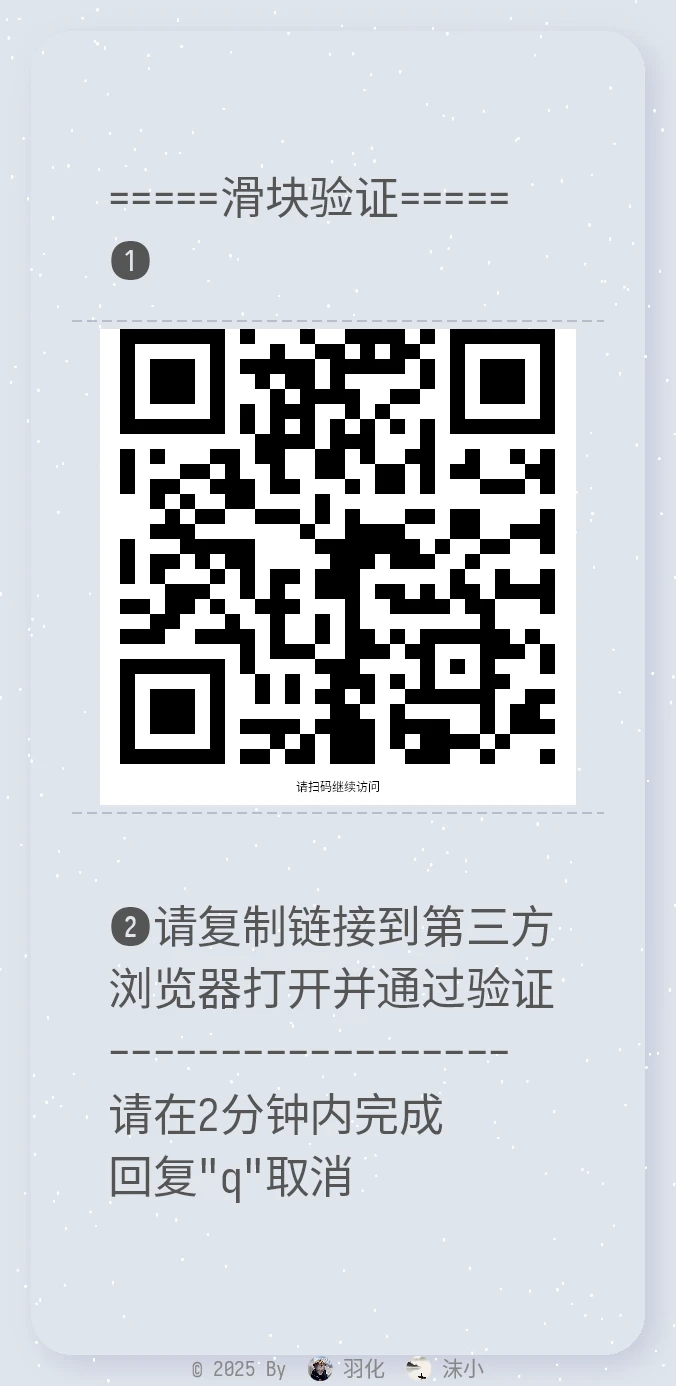 =====滑块验证=====
❶
请扫码继续访问
❷请复制链接到第三方
浏览器打开并通过验证
------------------
请在2分钟内完成
回复"q"取消
© 2025 By 羽化 沫小